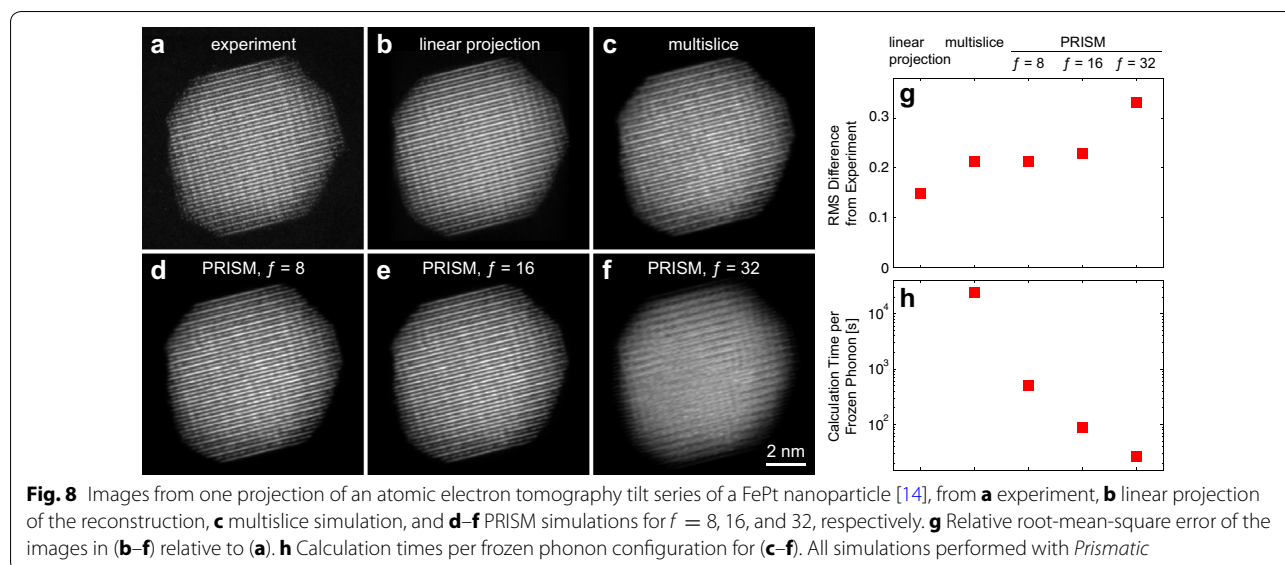 a experiment
b linear projection
c multislice
d PRISM, ƒ = 8
e PRISM, ƒ = 16
f PRISM, ƒ = 32
2 nm
linear projection
multislice
PRISM
ƒ = 8 ƒ = 16 ƒ = 32
g
0.3
0.2
0.1
0
RMS Difference
from Experiment
h
10⁴
10³
10²
Calculation Time per
Frozen Phonon [s]
Fig. 8 Images from one projection of an atomic electron tomography tilt series of a FePt nanoparticle [14], from a experiment, b linear projection
of the reconstruction, c multislice simulation, and d–f PRISM simulations for f = 8, 16, and 32, respectively. g Relative root-mean-square error of the
images in (b–f) relative to (a). h Calculation times per frozen phonon configuration for (c–f). All simulations performed with Prismatic